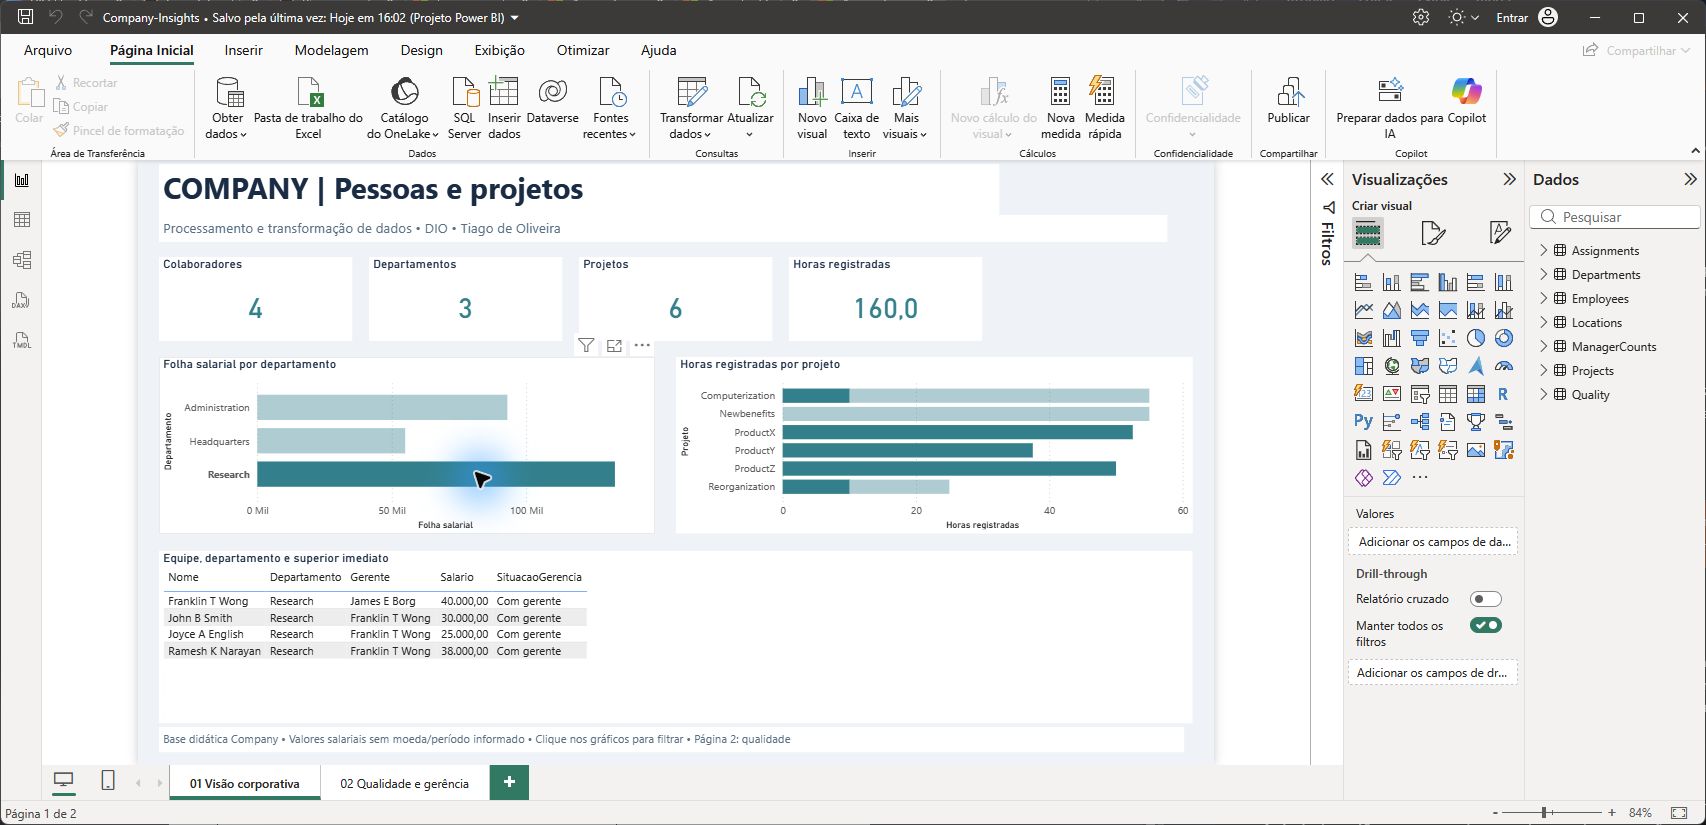 Company-Insights • Salvo pela última vez: Hoje em 16:02 (Projeto Power BI)
Entrar
Arquivo
Página Inicial
Inserir
Modelagem
Design
Exibição
Otimizar
Ajuda
Compartilhar
Colar
Recortar
Copiar
Pincel de formatação
Área de Transferência
Obter
dados
Pasta de trabalho do
Excel
Catálogo
do OneLake
SQL
Server
Inserir
dados
Dataverse
Fontes
recentes
Dados
Transformar
dados
Atualizar
Consultas
Novo
visual
Caixa de
texto
Mais
visuais
Inserir
Novo cálculo do
visual
Nova
medida
Medida
rápida
Cálculos
Confidencialidade
Confidencialidade
Publicar
Compartilhar
Preparar dados para
IA
Copilot
Copilot
COMPANY | Pessoas e projetos
Processamento e transformação de dados • DIO • Tiago de Oliveira
Colaboradores
4
Departamentos
3
Projetos
6
Horas registradas
160,0
Folha salarial por departamento
Departamento
Administration
Headquarters
Research
0 Mil
50 Mil
100 Mil
Folha salarial
Horas registradas por projeto
Projeto
Computerization
Newbenefits
ProductX
ProductY
ProductZ
Reorganization
0
20
40
60
Horas registradas
Equipe, departamento e superior imediato
Nome Departamento Gerente Salario SituacaoGerencia
Franklin T Wong Research James E Borg 40.000,00 Com gerente
John B Smith Research Franklin T Wong 30.000,00 Com gerente
Joyce A English Research Franklin T Wong 25.000,00 Com gerente
Ramesh K Narayan Research Franklin T Wong 38.000,00 Com gerente
Base didática Company • Valores salariais sem moeda/período informado • Clique nos gráficos para filtrar • Página 2: qualidade
Filtros
Visualizações
Criar visual
Valores
Adicionar os campos de da...
Drill-through
Relatório cruzado
Manter todos os
filtros
Adicionar os campos de dr...
Dados
Pesquisar
Assignments
Departments
Employees
Locations
ManagerCounts
Projects
Quality
DAX
TMDL
123
R
Py
01 Visão corporativa
02 Qualidade e gerência
+
Página 1 de 2
- + 84%